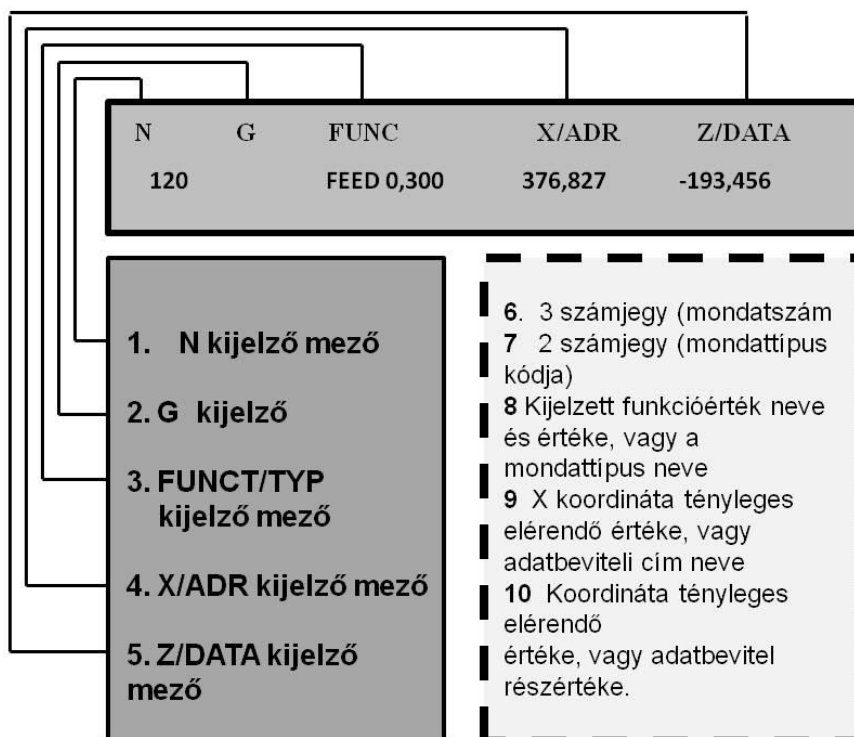 N G FUNC X/ADR Z/DATA
120 FEED 0,300 376,827 -193,456
1. N kijelző mező
2. G kijelző
3. FUNCT/TYP
kijelző mező
4. X/ADR kijelző mező
5. Z/DATA kijelző
mező
6. 3 számjegy (mondatszám
7 2 számjegy (mondattípus
kódja)
8 Kijelzett funkcióérték neve
és értéke, vagy a
mondattípus neve
9 X koordináta tényleges
elérendő értéke, vagy
adatbeviteli cím neve
10 Koordináta tényleges
elérendő
értéke, vagy adatbevitel
részértéke.